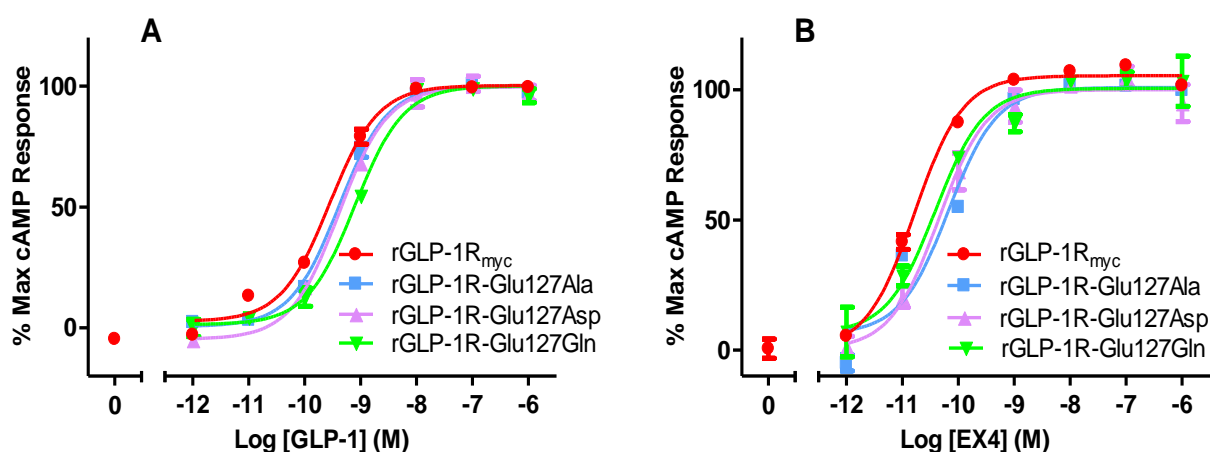 A
% Max cAMP Response
100
50
0
rGLP-1Rmyc
rGLP-1R-Glu127Ala
rGLP-1R-Glu127Asp
rGLP-1R-Glu127Gln
0
-12 -11 -10 -9 -8 -7 -6
Log [GLP-1] (M)
B
% Max cAMP Response
100
50
0
rGLP-1Rmyc
rGLP-1R-Glu127Ala
rGLP-1R-Glu127Asp
rGLP-1R-Glu127Gln
0
-12 -11 -10 -9 -8 -7 -6
Log [EX4] (M)